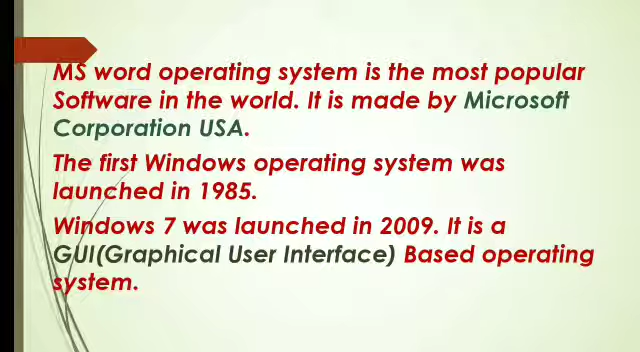 MS word operating system is the most popular
Software in the world. It is made by Microsoft
Corporation USA.
The first Windows operating system was
launched in 1985.
Windows 7 was launched in 2009. It is a
GUI(Graphical User Interface) Based operating
system.